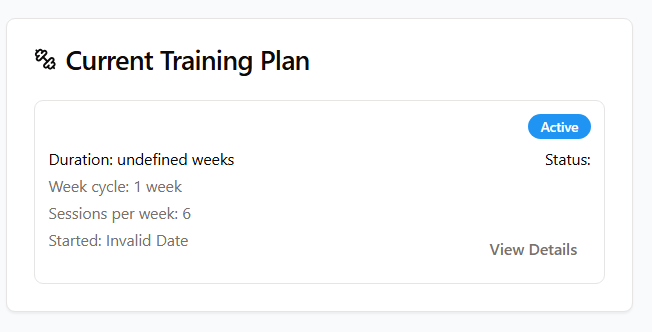 Current Training Plan
Active
Duration: undefined weeks
Status:
Week cycle: 1 week
Sessions per week: 6
Started: Invalid Date
View Details